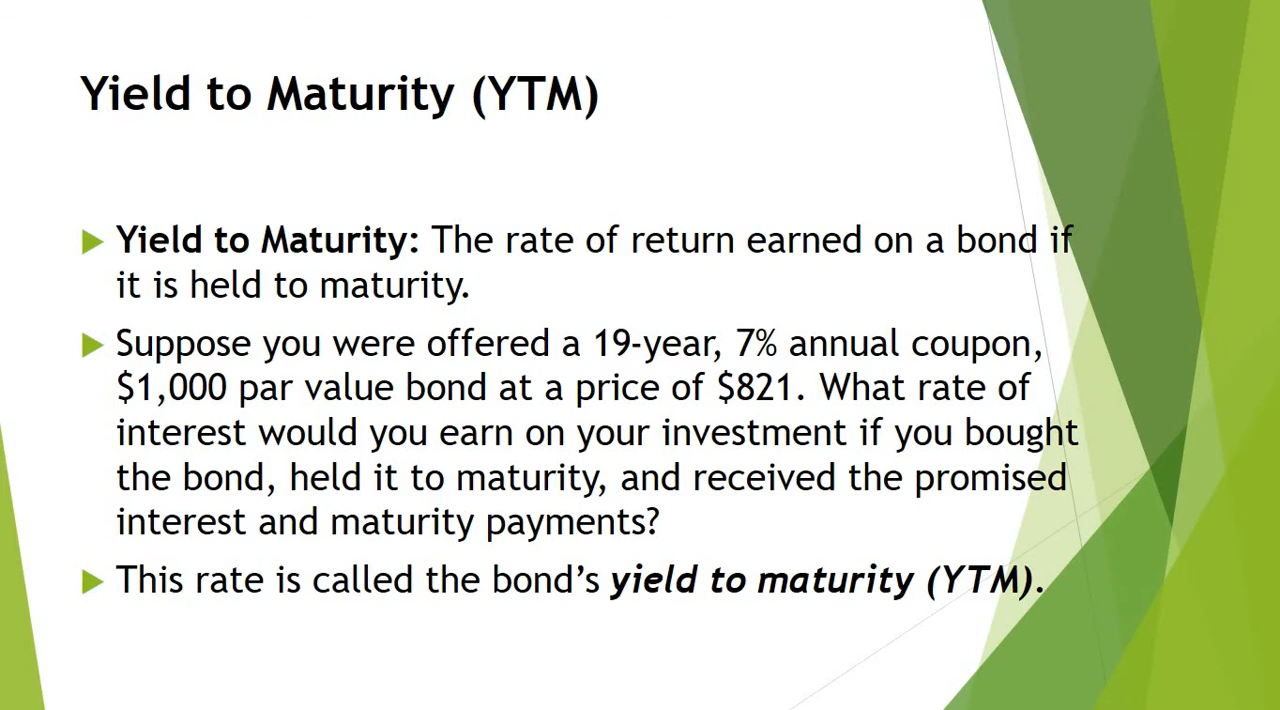 Yield to Maturity (YTM)
Yield to Maturity: The rate of return earned on a bond if
it is held to maturity.
Suppose you were offered a 19-year, 7% annual coupon,
$1,000 par value bond at a price of $821. What rate of
interest would you earn on your investment if you bought
the bond, held it to maturity, and received the promised
interest and maturity payments?
This rate is called the bond’s yield to maturity (YTM).